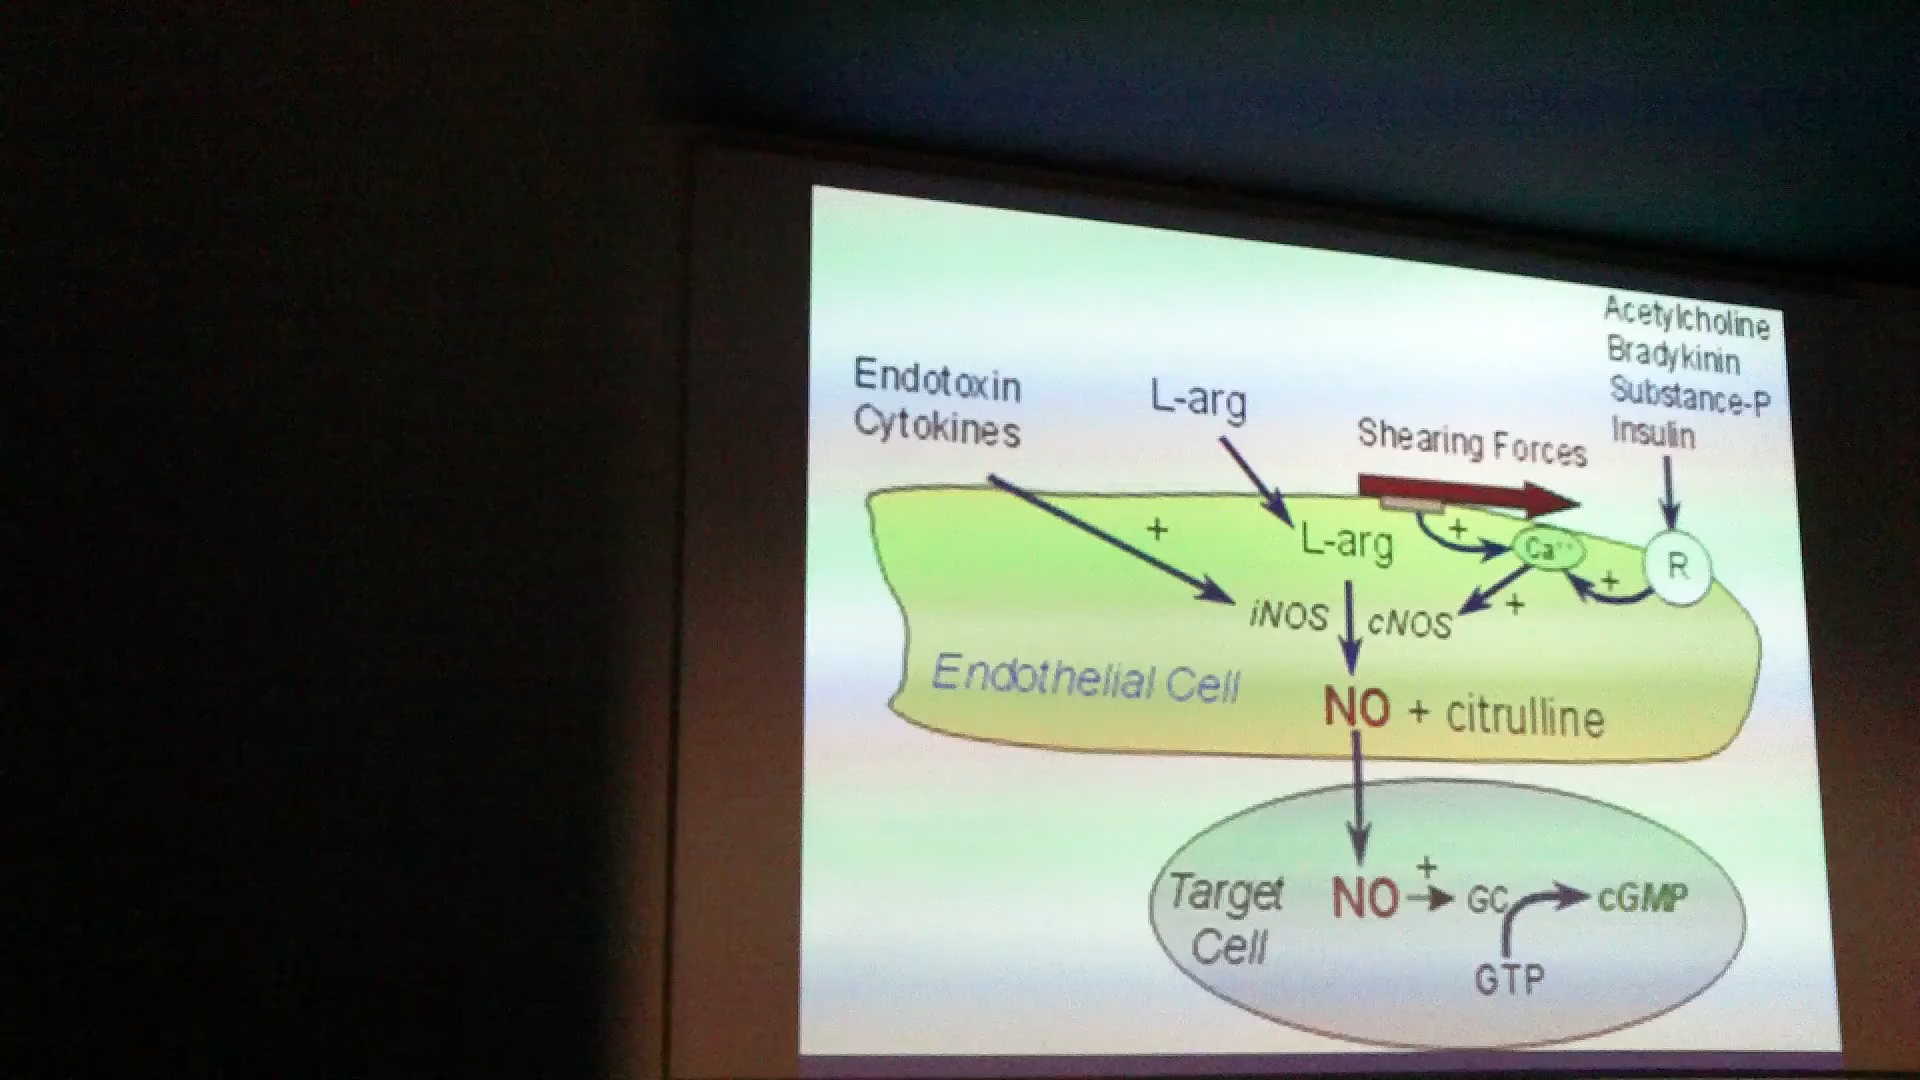 Acetylcholine
Bradykinin
Substance-P
Insulin
Endotoxin
Cytokines
L-arg
Shearing Forces
+
L-arg
+
Ca++
R
+
+
iNOS
cNOS
Endothelial Cell
NO + citrulline
Target
Cell
NO
+
GC
cGMP
GTP